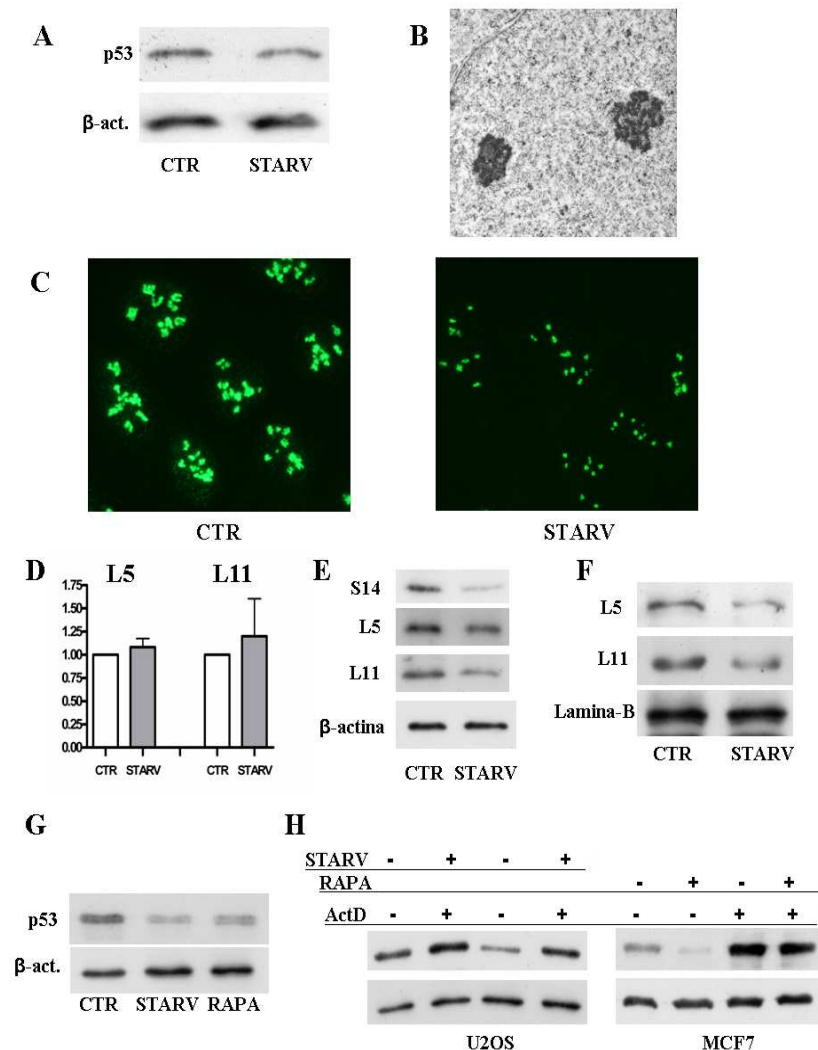 A
p53
β-act.
CTR STARV
B
C
CTR
STARV
D
L5 L11
1.75
1.50
1.25
1.00
0.75
0.50
0.25
0.00
CTR STARV CTR STARV
E
S14
L5
L11
β-actina
CTR STARV
F
L5
L11
Lamina-B
CTR STARV
G
p53
β-act.
CTR STARV RAPA
H
STARV - + - +
RAPA - + - +
ActD - + - + - - + +
U2OS MCF7